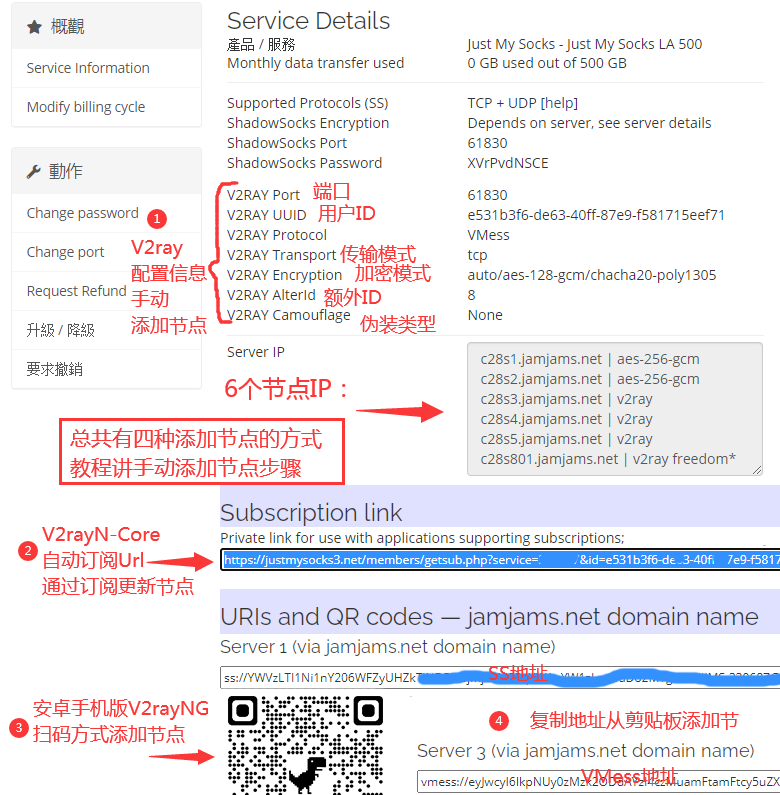 概觀
Service Information
Modify billing cycle
動作
Change password
Change port
Request Refund
升級 / 降級
要求撤銷
1
V2ray
配置信息
手动
添加节点
Service Details
產品 / 服務 Just My Socks - Just My Socks LA 500
Monthly data transfer used 0 GB used out of 500 GB
Supported Protocols (SS) TCP + UDP [help]
ShadowSocks Encryption Depends on server, see server details
ShadowSocks Port 61830
ShadowSocks Password XVrPvdNSCE
V2RAY Port 端口 61830
V2RAY UUID 用户ID e531b3f6-de63-40ff-87e9-f581715eef71
V2RAY Protocol VMess
V2RAY Transport 传输模式 tcp
V2RAY Encryption 加密模式 auto/aes-128-gcm/chacha20-poly1305
V2RAY AlterId 额外ID 8
V2RAY Camouflage 伪装类型 None
Server IP
6个节点IP：
c28s1.jamjams.net | aes-256-gcm
c28s2.jamjams.net | aes-256-gcm
c28s3.jamjams.net | v2ray
c28s4.jamjams.net | v2ray
c28s5.jamjams.net | v2ray
c28s801.jamjams.net | v2ray freedom*
总共有四种添加节点的方式
教程讲手动添加节点步骤
Subscription link
Private link for use with applications supporting subscriptions;
https://justmysocks3.net/members/getsub.php?service= &id=e531b3f6-de 3-40f 7e9-f5817
2
V2rayN-Core
自动订阅Url
通过订阅更新节点
URIs and QR codes — jamjams.net domain name
Server 1 (via jamjams.net domain name)
ss://YWVzLTI1Ni1nY206WFZyUHZk
SS地址
3
安卓手机版V2rayNG
扫码方式添加节点
4
复制地址从剪贴板添加节
Server 3 (via jamjams.net domain name)
VMess地址